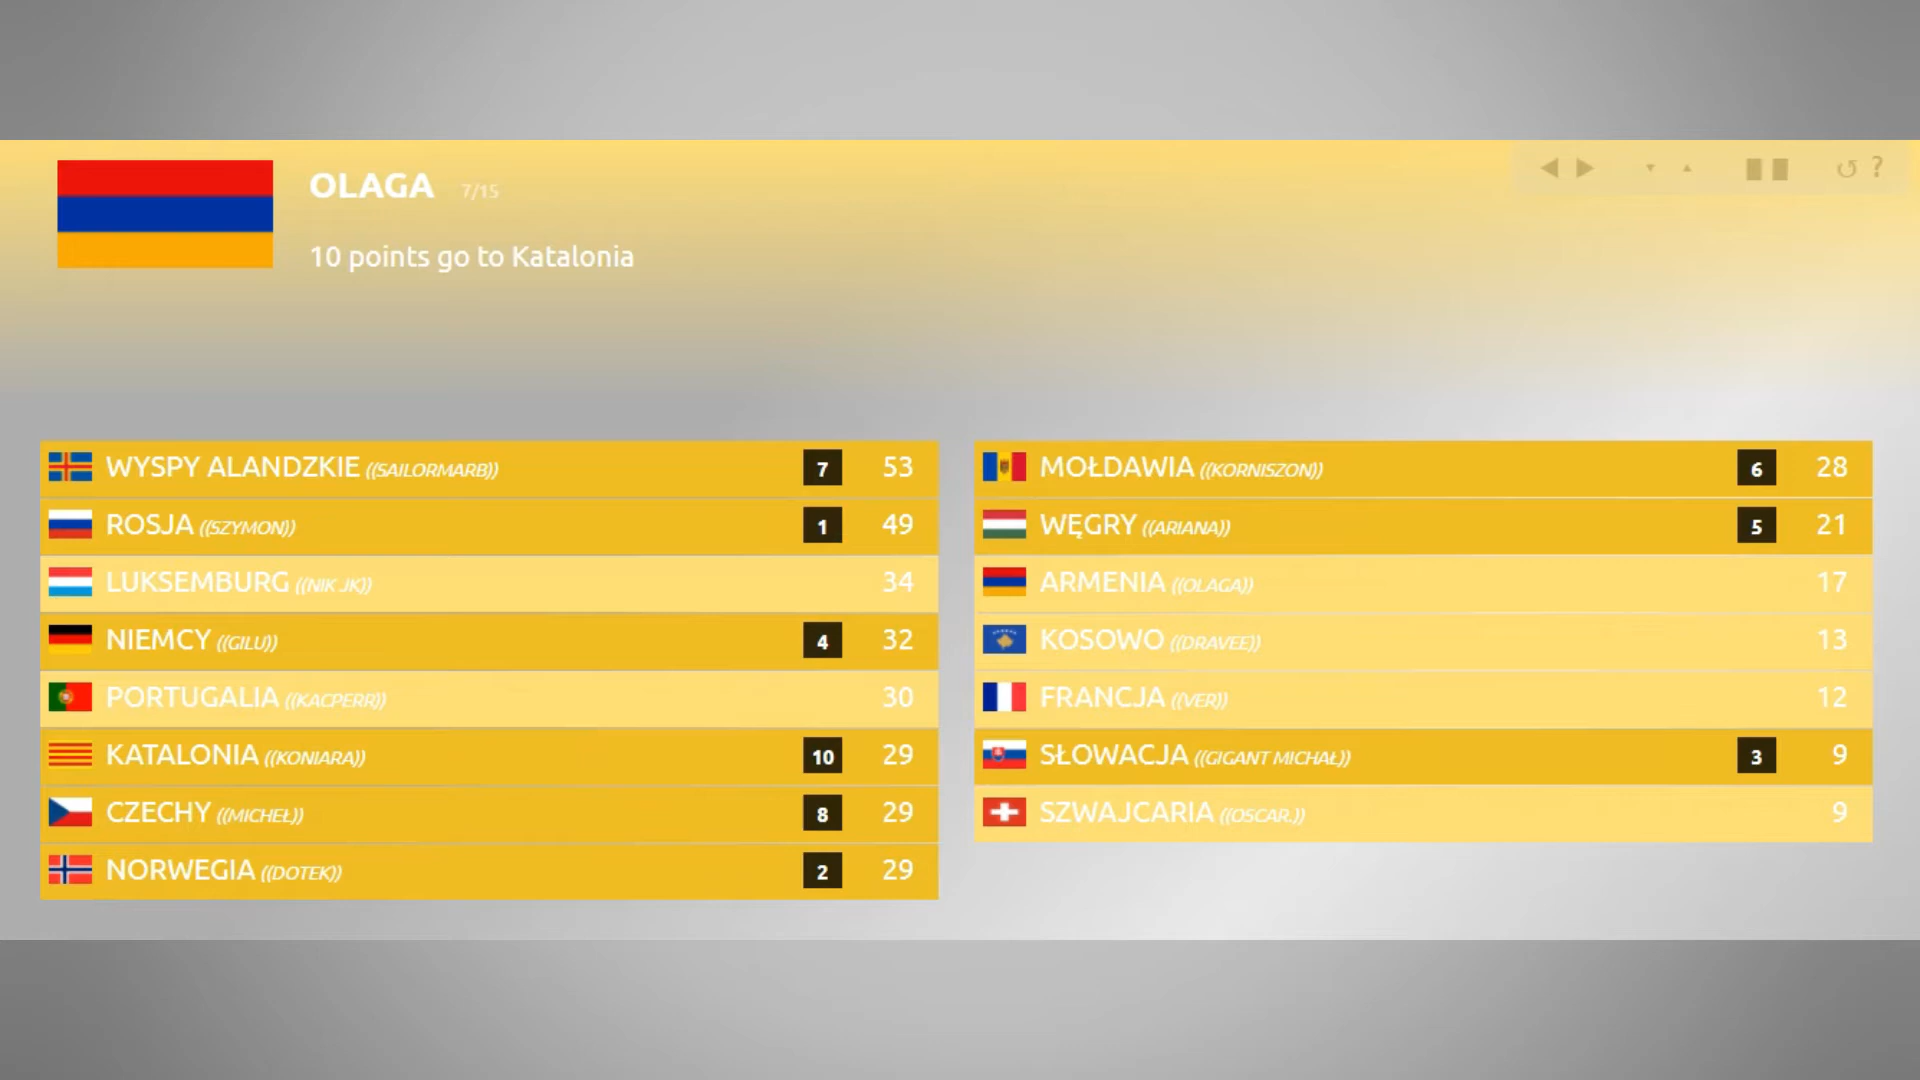 OLAGA 7/15
10 points go to Katalonia
?
WYSPY ALANDZKIE ((SAILORMARB)) 7 53
ROSJA ((SZYMON)) 1 49
LUKSEMBURG ((NIK JK)) 34
NIEMCY ((GILU)) 4 32
PORTUGALIA ((KACPERR)) 30
KATALONIA ((KONIARA)) 10 29
CZECHY ((MICHEŁ)) 8 29
NORWEGIA ((DOTEK)) 2 29
MOŁDAWIA ((KORNISZON)) 6 28
WĘGRY ((ARIANA)) 5 21
ARMENIA ((OLAGA)) 17
KOSOWO ((DRAVEE)) 13
FRANCJA ((VER)) 12
SŁOWACJA ((GIGANT MICHAŁ)) 3 9
SZWAJCARIA ((OSCAR.)) 9